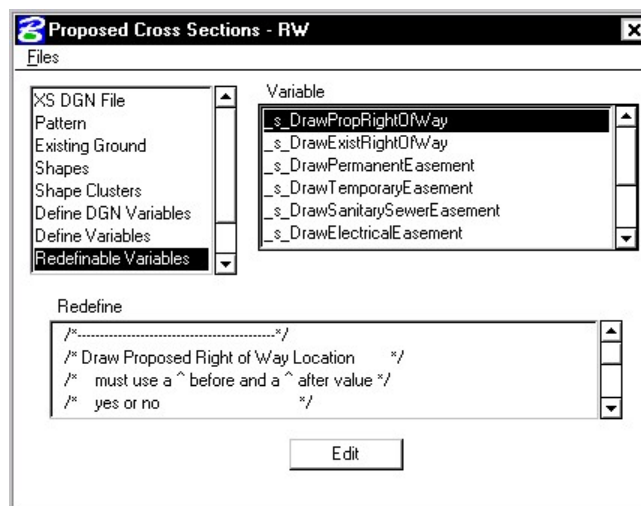 Proposed Cross Sections - RW
Files
XS DGN File
Pattern
Existing Ground
Shapes
Shape Clusters
Define DGN Variables
Define Variables
Redefinable Variables
Variable
_s_DrawPropRightOfWay
_s_DrawExistRightOfWay
_s_DrawPermanentEasement
_s_DrawTemporaryEasement
_s_DrawSanitarySewerEasement
_s_DrawElectricalEasement
Redefine
/*------------------------------------------*/
/* Draw Proposed Right of Way Location */
/* must use a ^ before and a ^ after value */
/* yes or no */
Edit